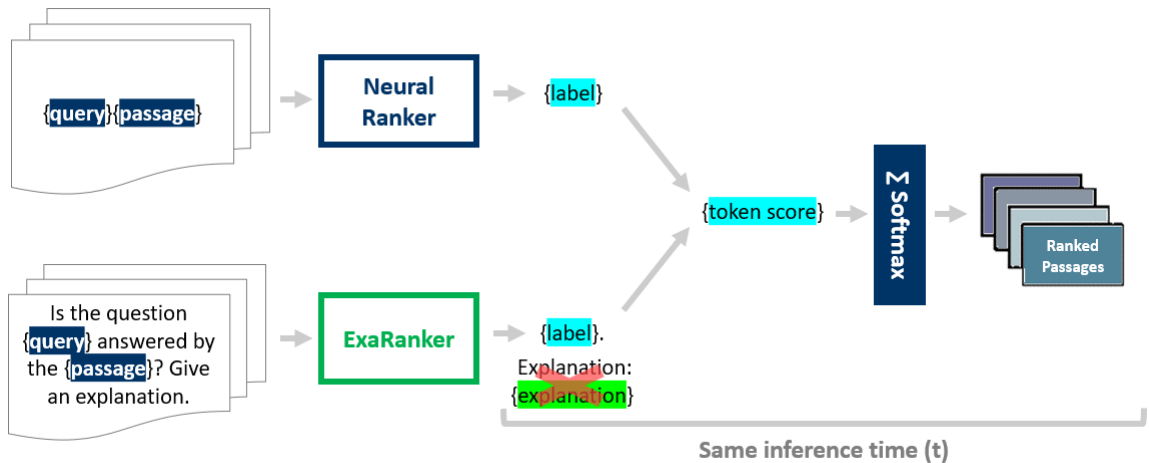 {query}{passage}
Neural
Ranker
{label}
Is the question
{query} answered by
the {passage}? Give
an explanation.
ExaRanker
{label}.
Explanation:
{explanation}
{token score}
Σ Softmax
Ranked
Passages
Same inference time (t)